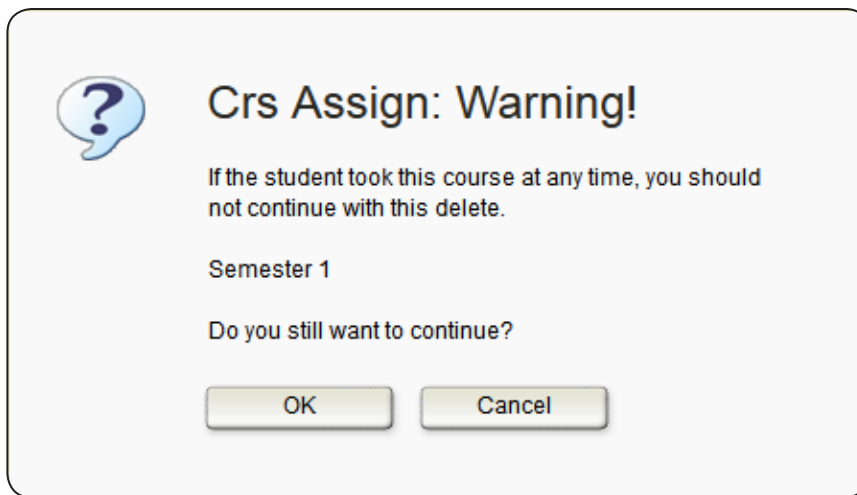 Crs Assign: Warning!
If the student took this course at any time, you should
not continue with this delete.
Semester 1
Do you still want to continue?
OK
Cancel